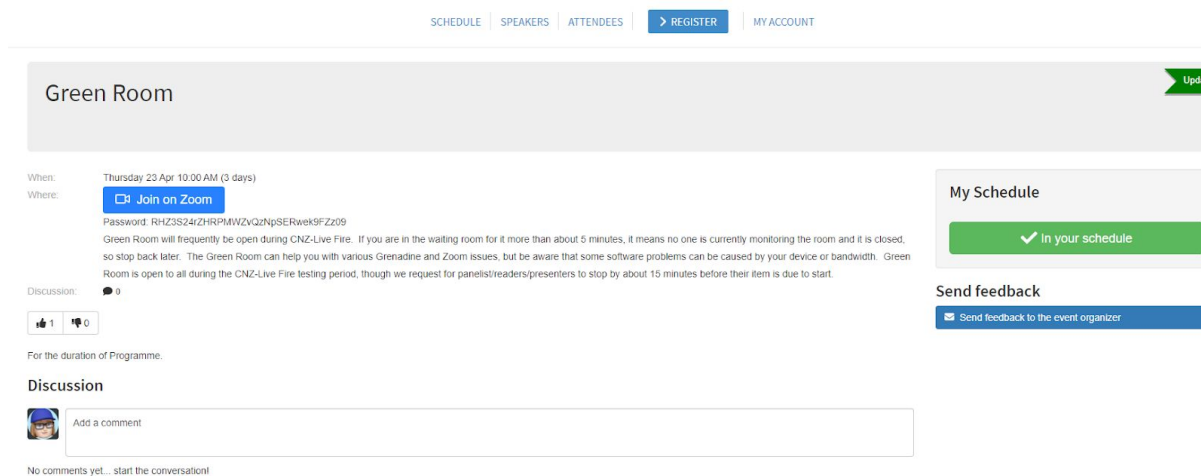 SCHEDULE SPEAKERS ATTENDEES REGISTER MY ACCOUNT
Green Room
Upda
When: Thursday 23 Apr 10:00 AM (3 days)
Where: Join on Zoom
Password: RHZ3S24rZHRPMWZvQzNpSERwek9FZz09
Green Room will frequently be open during CNZ-Live Fire. If you are in the waiting room for it more than about 5 minutes, it means no one is currently monitoring the room and it is closed,
so stop back later. The Green Room can help you with various Grenadine and Zoom issues, but be aware that some software problems can be caused by your device or bandwidth. Green
Room is open to all during the CNZ-Live Fire testing period, though we request for panelist/readers/presenters to stop by about 15 minutes before their item is due to start.
Discussion: 0
1 0
For the duration of Programme.
Discussion
Add a comment
No comments yet... start the conversation!
My Schedule
In your schedule
Send feedback
Send feedback to the event organizer